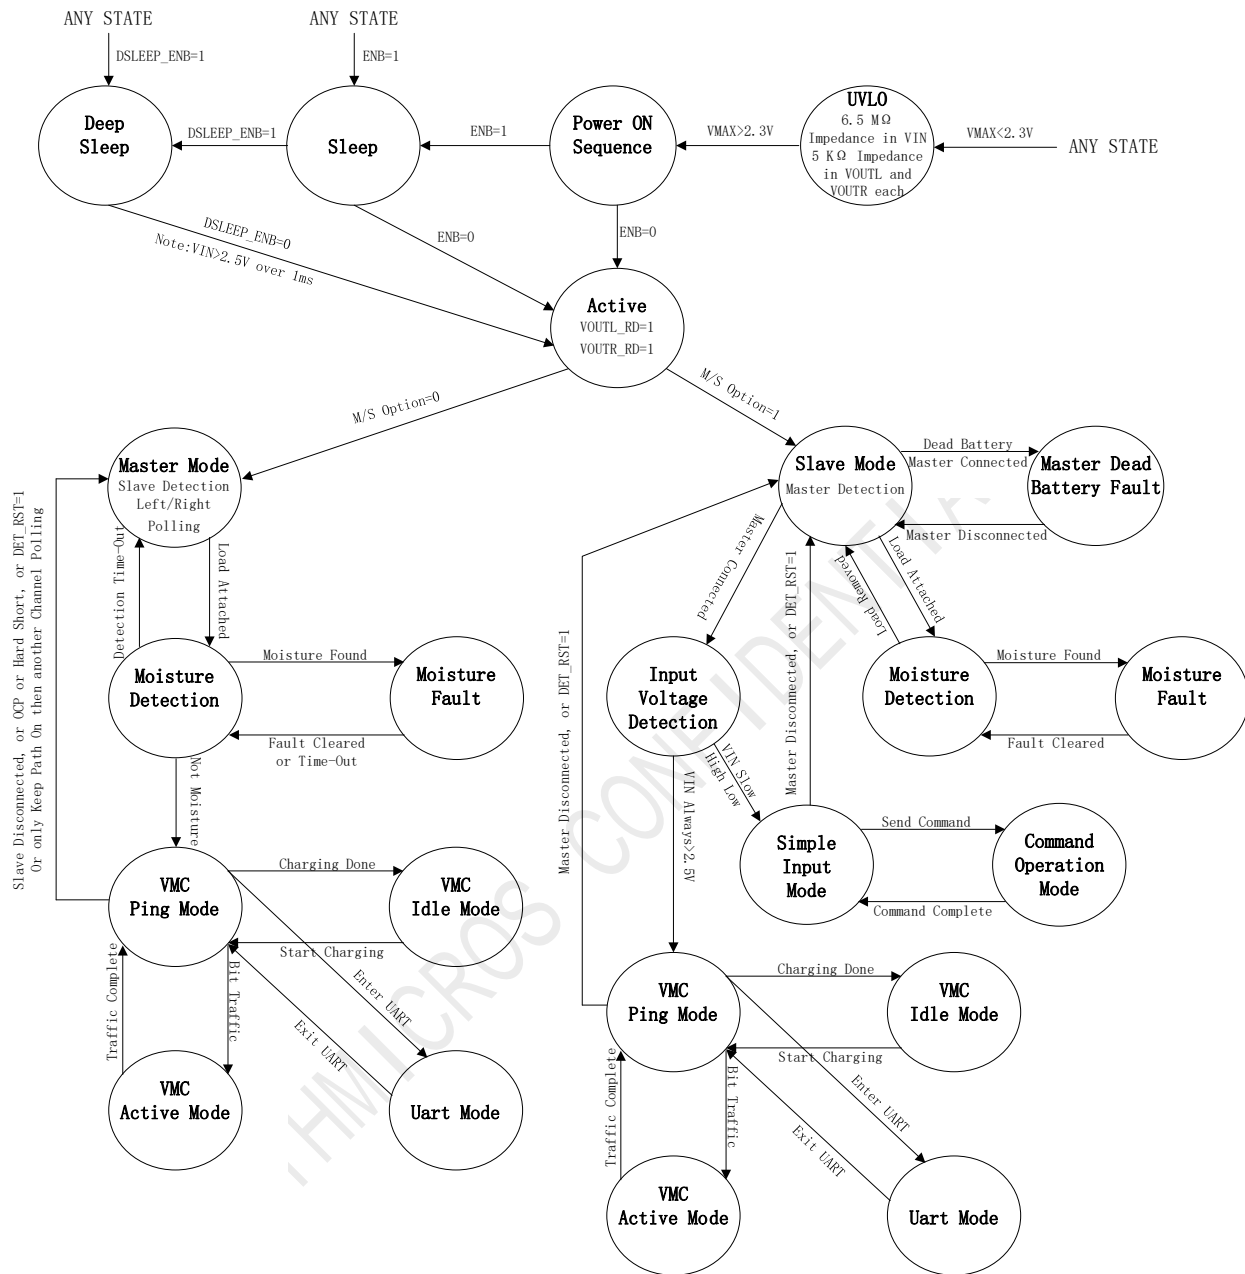 ANY STATE
ANY STATE
DSLEEP_ENB=1
ENB=1
Deep
Sleep
DSLEEP_ENB=1
Sleep
ENB=1
Power ON
Sequence
VMAX>2.3V
UVLO
6.5 MΩ
Impedance in VIN
5 KΩ Impedance
in VOUTL and
VOUTR each
VMAX<2.3V
ANY STATE
DSLEEP_ENB=0
Note:VIN>2.5V over 1ms
ENB=0
ENB=0
Active
VOUTL_RD=1
VOUTR_RD=1
M/S Option=0
M/S Option=1
Master Mode
Slave Detection
Left/Right
Polling
Slave Mode
Master Detection
Dead Battery
Master Connected
Master Dead
Battery Fault
Master Disconnected
Slave Disconnected, or OCP or Hard Short, or DET_RST=1
Or only Keep Path On then another Channel Polling
Detection Time-Out
Load Attached
Master Connected
Master Disconnected, or DET_RST=1
Load Removed
Load Attached
Moisture
Detection
Moisture Found
Moisture
Fault
Fault Cleared
or Time-Out
Not Moisture
Input
Voltage
Detection
VIN Slow
High Low
VIN Always>2.5V
Moisture
Detection
Moisture Found
Moisture
Fault
Fault Cleared
Master Disconnected, or DET_RST=1
Simple
Input
Mode
Send Command
Command
Operation
Mode
Command Complete
VMC
Ping Mode
Charging Done
VMC
Idle Mode
Start Charging
Traffic Complete
Bit Traffic
Enter UART
Exit UART
VMC
Active Mode
Uart Mode
VMC
Ping Mode
Charging Done
VMC
Idle Mode
Start Charging
Traffic Complete
Bit Traffic
Enter UART
Exit UART
VMC
Active Mode
Uart Mode